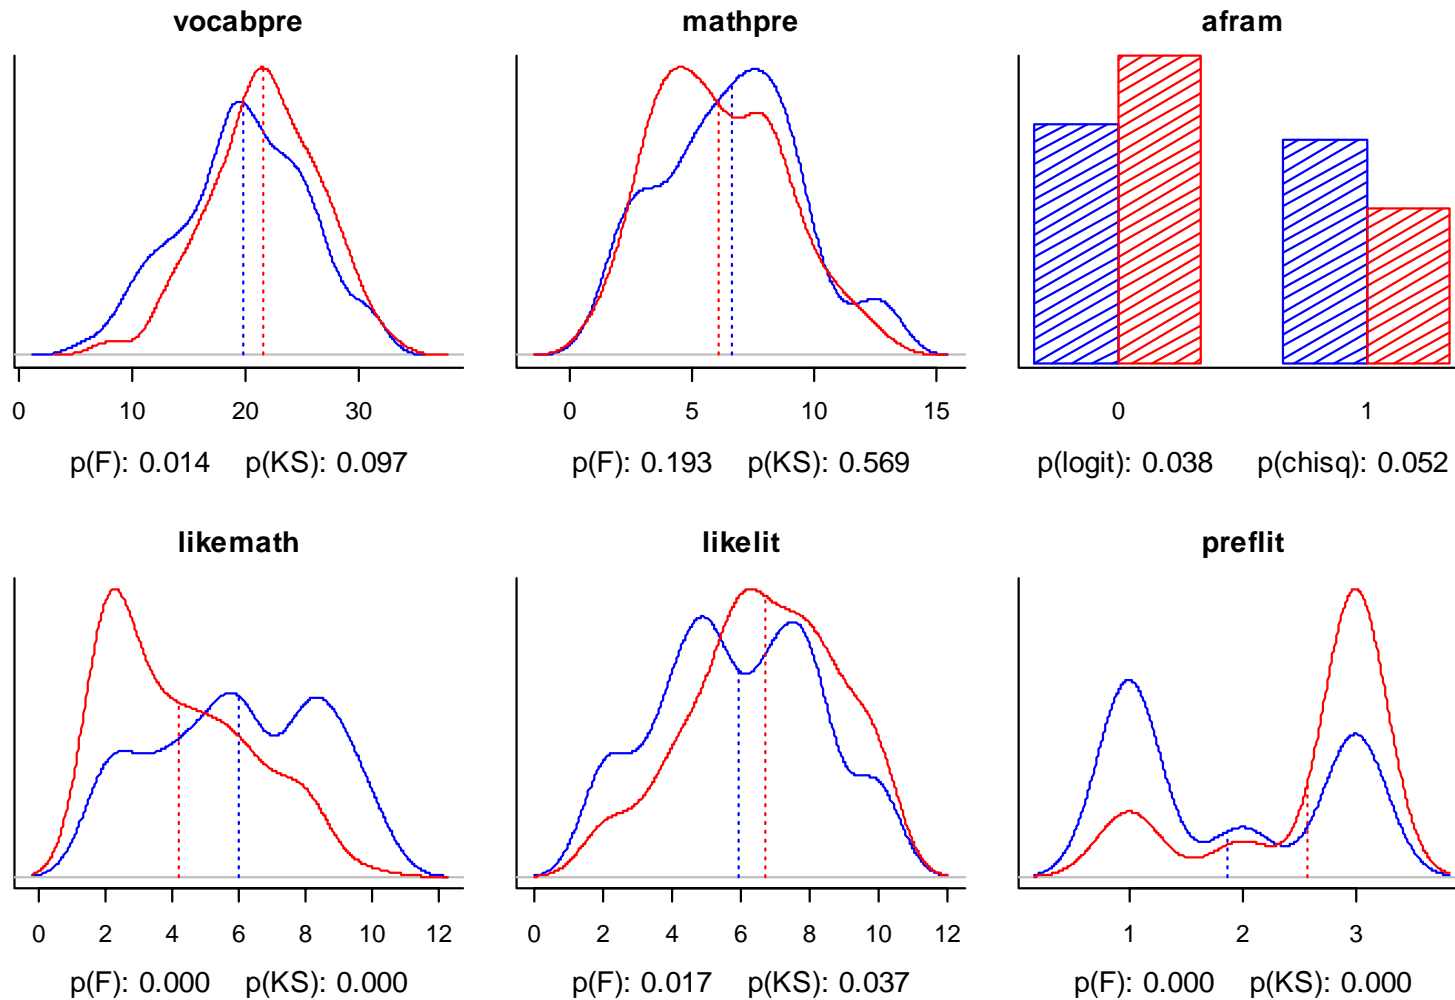 vocabpre
mathpre
afram
0 10 20 30
0 5 10 15
0 1
p(F): 0.014 p(KS): 0.097
p(F): 0.193 p(KS): 0.569
p(logit): 0.038 p(chisq): 0.052
likemath
likelit
preflit
0 2 4 6 8 10 12
0 2 4 6 8 10 12
1 2 3
p(F): 0.000 p(KS): 0.000
p(F): 0.017 p(KS): 0.037
p(F): 0.000 p(KS): 0.000